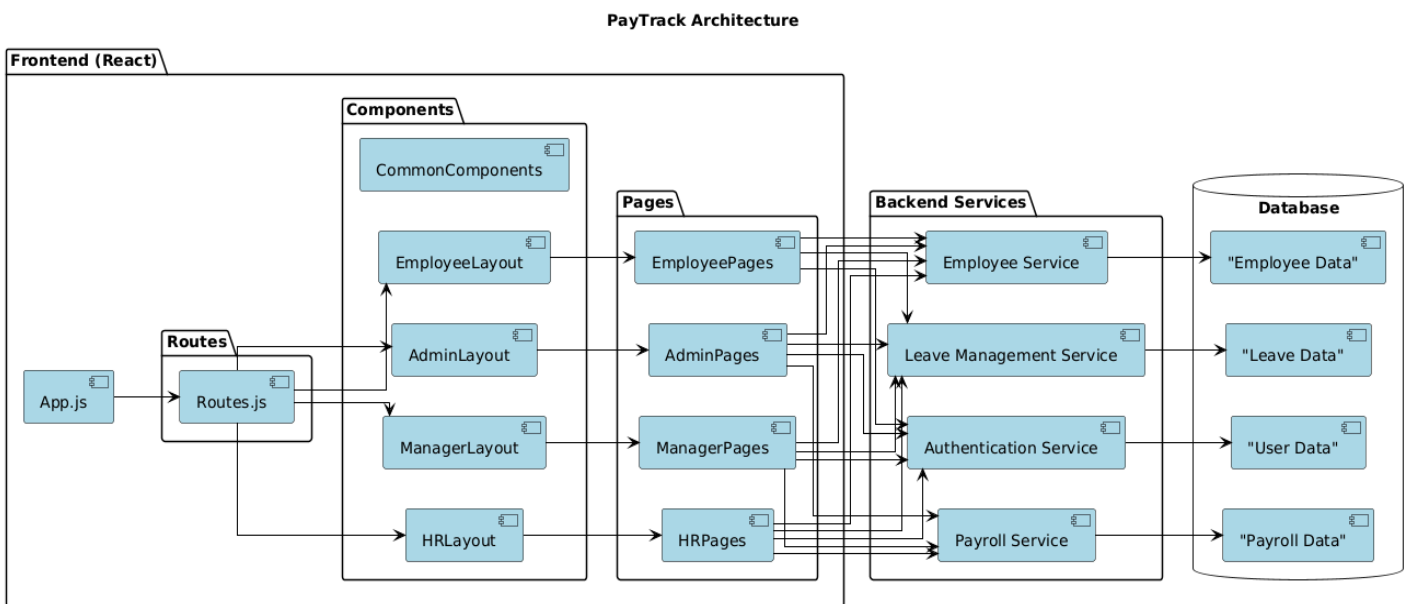 PayTrack Architecture
Frontend (React)
Components
CommonComponents
Pages
Backend Services
Database
EmployeeLayout
EmployeePages
Employee Service
"Employee Data"
Routes
AdminLayout
AdminPages
Leave Management Service
"Leave Data"
App.js
Routes.js
ManagerLayout
ManagerPages
Authentication Service
"User Data"
HRLayout
HRPages
Payroll Service
"Payroll Data"